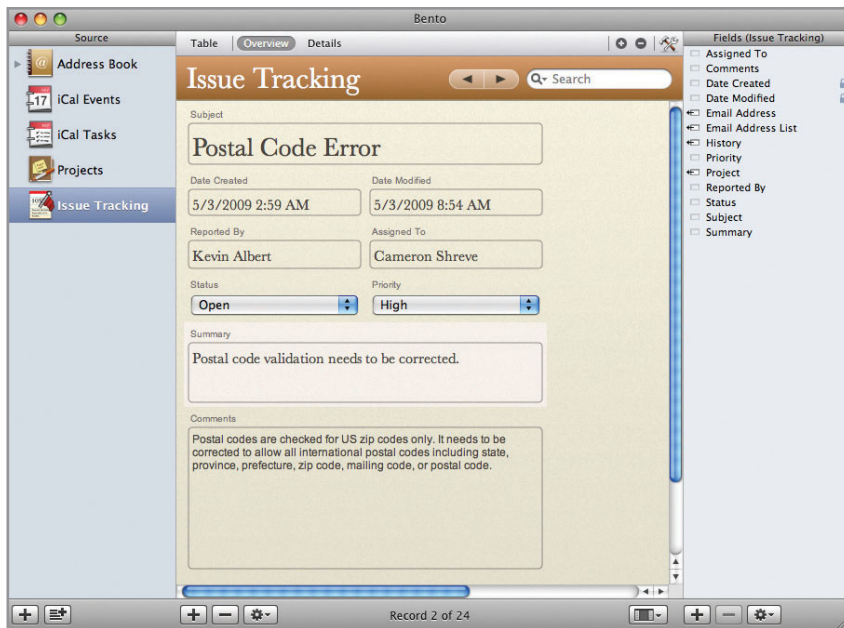 Bento
Source
Address Book
iCal Events
17
iCal Tasks
Projects
Issue Tracking
Table Overview Details
Issue Tracking
Search
Subject
Postal Code Error
Date Created Date Modified
5/3/2009 2:59 AM 5/3/2009 8:54 AM
Reported By Assigned To
Kevin Albert Cameron Shreve
Status Priority
Open High
Summary
Postal code validation needs to be corrected.
Comments
Postal codes are checked for US zip codes only. It needs to be
corrected to allow all international postal codes including state,
province, prefecture, zip code, mailing code, or postal code.
Fields (Issue Tracking)
Assigned To
Comments
Date Created
Date Modified
Email Address
Email Address List
History
Priority
Project
Reported By
Status
Subject
Summary
Record 2 of 24